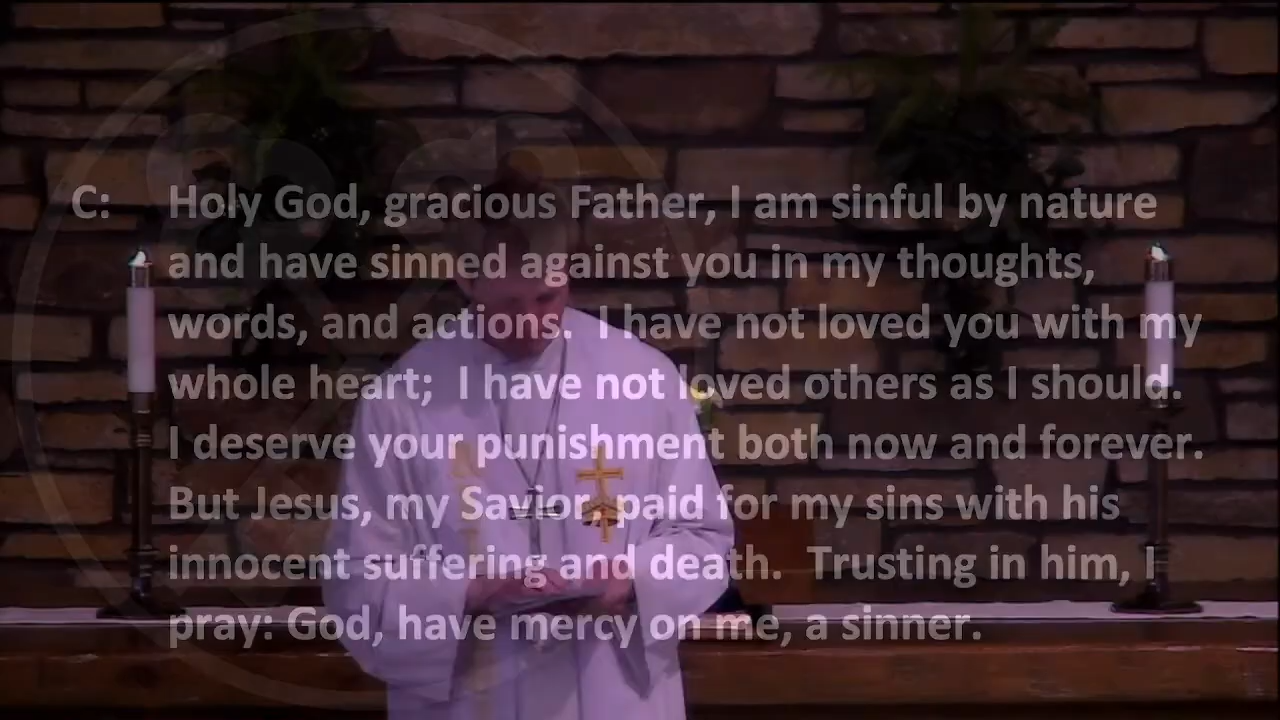 C: Holy God, gracious Father, I am sinful by nature
and have sinned against you in my thoughts,
words, and actions. I have not loved you with my
whole heart; I have not loved others as I should.
I deserve your punishment both now and forever.
But Jesus, my Savior, paid for my sins with his
innocent suffering and death. Trusting in him, I
pray: God, have mercy on me, a sinner.